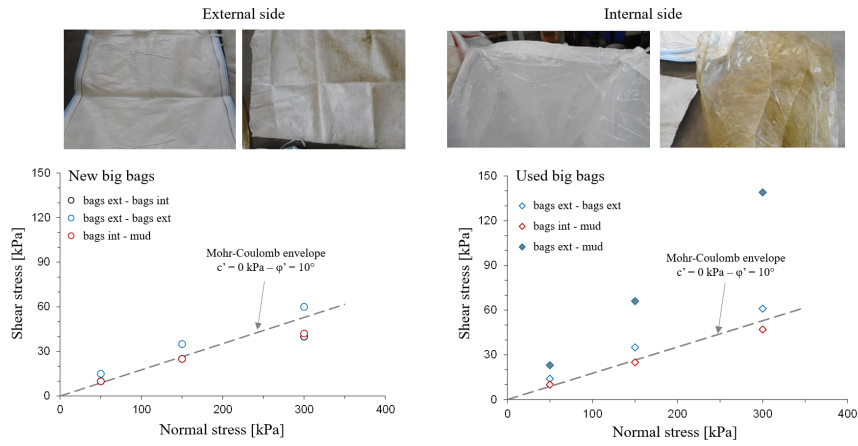 External side
Internal side
New big bags
bags ext - bags int
bags ext - bags ext
bags int - mud
Mohr-Coulomb envelope
c' = 0 kPa – φ' = 10°
Shear stress [kPa]
150
120
90
60
30
0
0 100 200 300 400
Normal stress [kPa]
Used big bags
bags ext - bags ext
bags int - mud
bags ext - mud
Mohr-Coulomb envelope
c' = 0 kPa – φ' = 10°
Shear stress [kPa]
150
120
90
60
30
0
0 100 200 300 400
Normal stress [kPa]